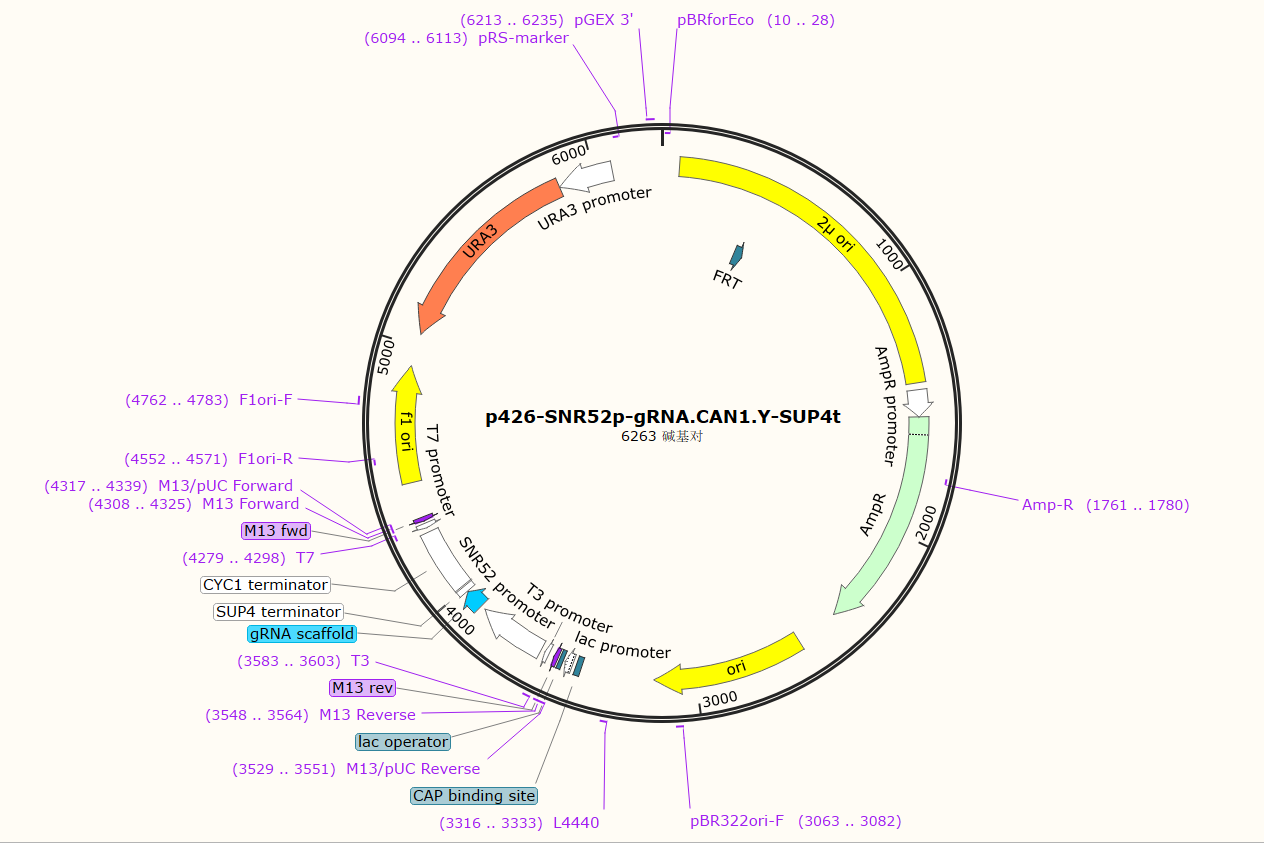 (6213 .. 6235) pGEX 3'
pBRforEco (10 .. 28)
(6094 .. 6113) pRS-marker
6000
URA3 promoter
URA3
2μ ori
1000
FRT
5000
AmpR promoter
(4762 .. 4783) F1ori-F
f1 ori
p426-SNR52p-gRNA.CAN1.Y-SUP4t
6263 碱基对
T7 promoter
(4552 .. 4571) F1ori-R
(4317 .. 4339) M13/pUC Forward
(4308 .. 4325) M13 Forward
Amp-R (1761 .. 1780)
AmpR
2000
M13 fwd
(4279 .. 4298) T7
CYC1 terminator
SNR52 promoter
SUP4 terminator
4000
T3 promoter
gRNA scaffold
lac promoter
(3583 .. 3603) T3
ori
M13 rev
3000
(3548 .. 3564) M13 Reverse
lac operator
(3529 .. 3551) M13/pUC Reverse
CAP binding site
(3316 .. 3333) L4440
pBR322ori-F (3063 .. 3082)